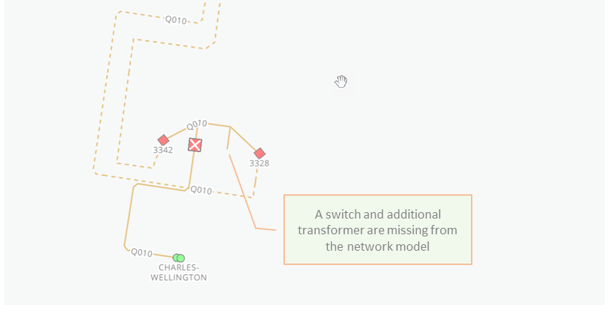 Q010
Q010
3342
3328
Q010
A switch and additional
transformer are missing from
the network model
Q010
CHARLES-
WELLINGTON